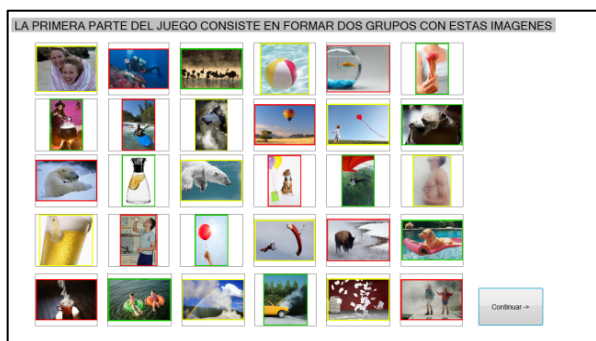 LA PRIMERA PARTE DEL JUEGO CONSISTE EN FORMAR DOS GRUPOS CON ESTAS IMAGENES
Continuar ->